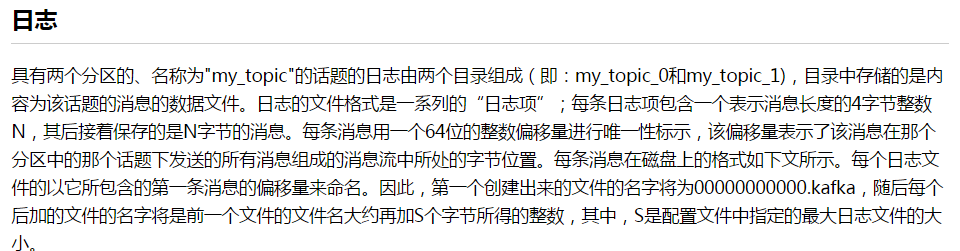 日志
具有两个分区的、名称为"my_topic"的话题的日志由两个目录组成（即：my_topic_0和my_topic_1)，目录中存储的是内
容为该话题的消息的数据文件。日志的文件格式是一系列的“日志项”；每条日志项包含一个表示消息长度的4字节整数
N，其后接着保存的是N字节的消息。每条消息用一个64位的整数偏移量进行唯一性标示，该偏移量表示了该消息在那个
分区中的那个话题下发送的所有消息组成的消息流中所处的字节位置。每条消息在磁盘上的格式如下文所示。每个日志文
件的以它所包含的第一条消息的偏移量来命名。因此，第一个创建出来的文件的名字将为00000000000.kafka，随后每个
后加的文件的名字将是前一个文件的文件名大约再加S个字节所得的整数，其中，S是配置文件中指定的最大日志文件的大
小。